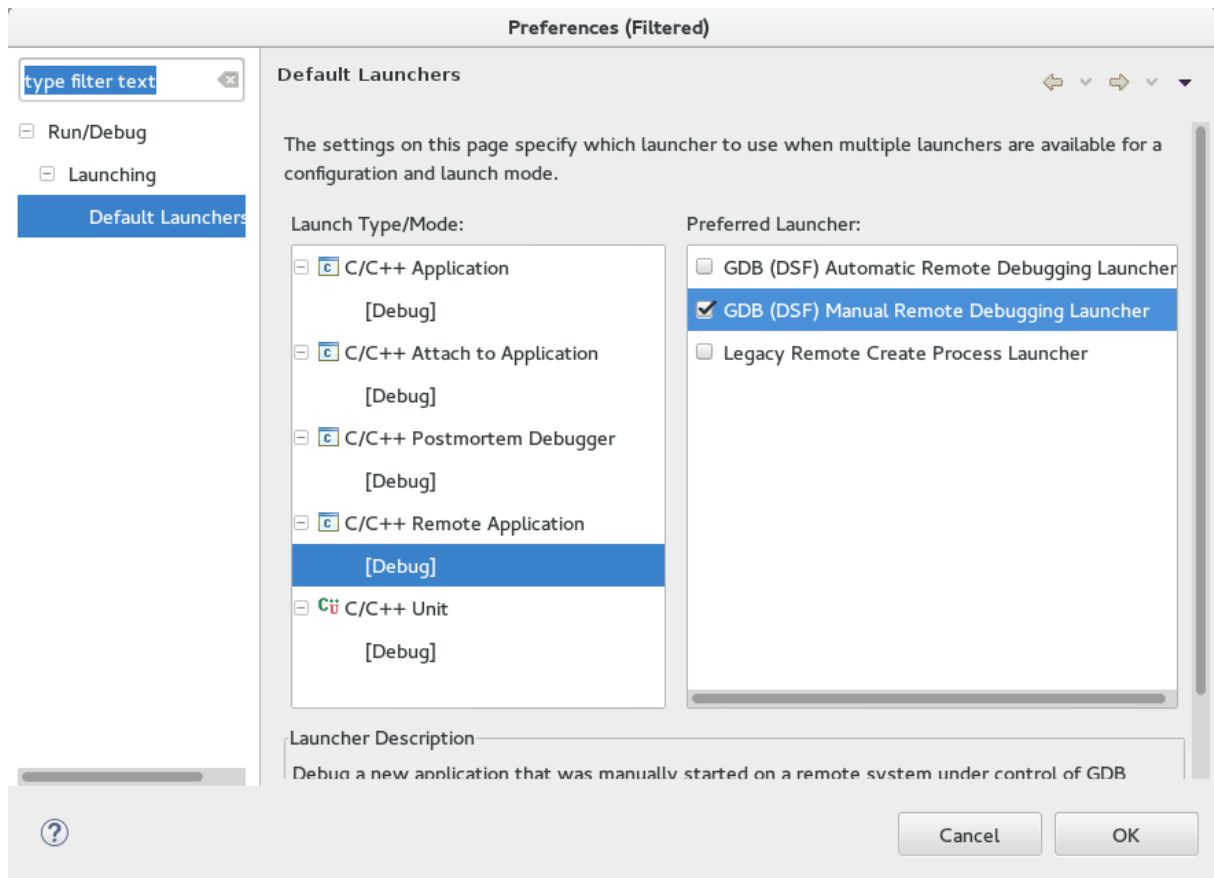 Preferences (Filtered)
type filter text
Run/Debug
Launching
Default Launchers
Default Launchers
The settings on this page specify which launcher to use when multiple launchers are available for a
configuration and launch mode.
Launch Type/Mode:
C/C++ Application
[Debug]
C/C++ Attach to Application
[Debug]
C/C++ Postmortem Debugger
[Debug]
C/C++ Remote Application
[Debug]
C/C++ Unit
[Debug]
Preferred Launcher:
GDB (DSF) Automatic Remote Debugging Launcher
GDB (DSF) Manual Remote Debugging Launcher
Legacy Remote Create Process Launcher
Launcher Description
Debug a new application that was manually started on a remote system under control of GDB
Cancel
OK